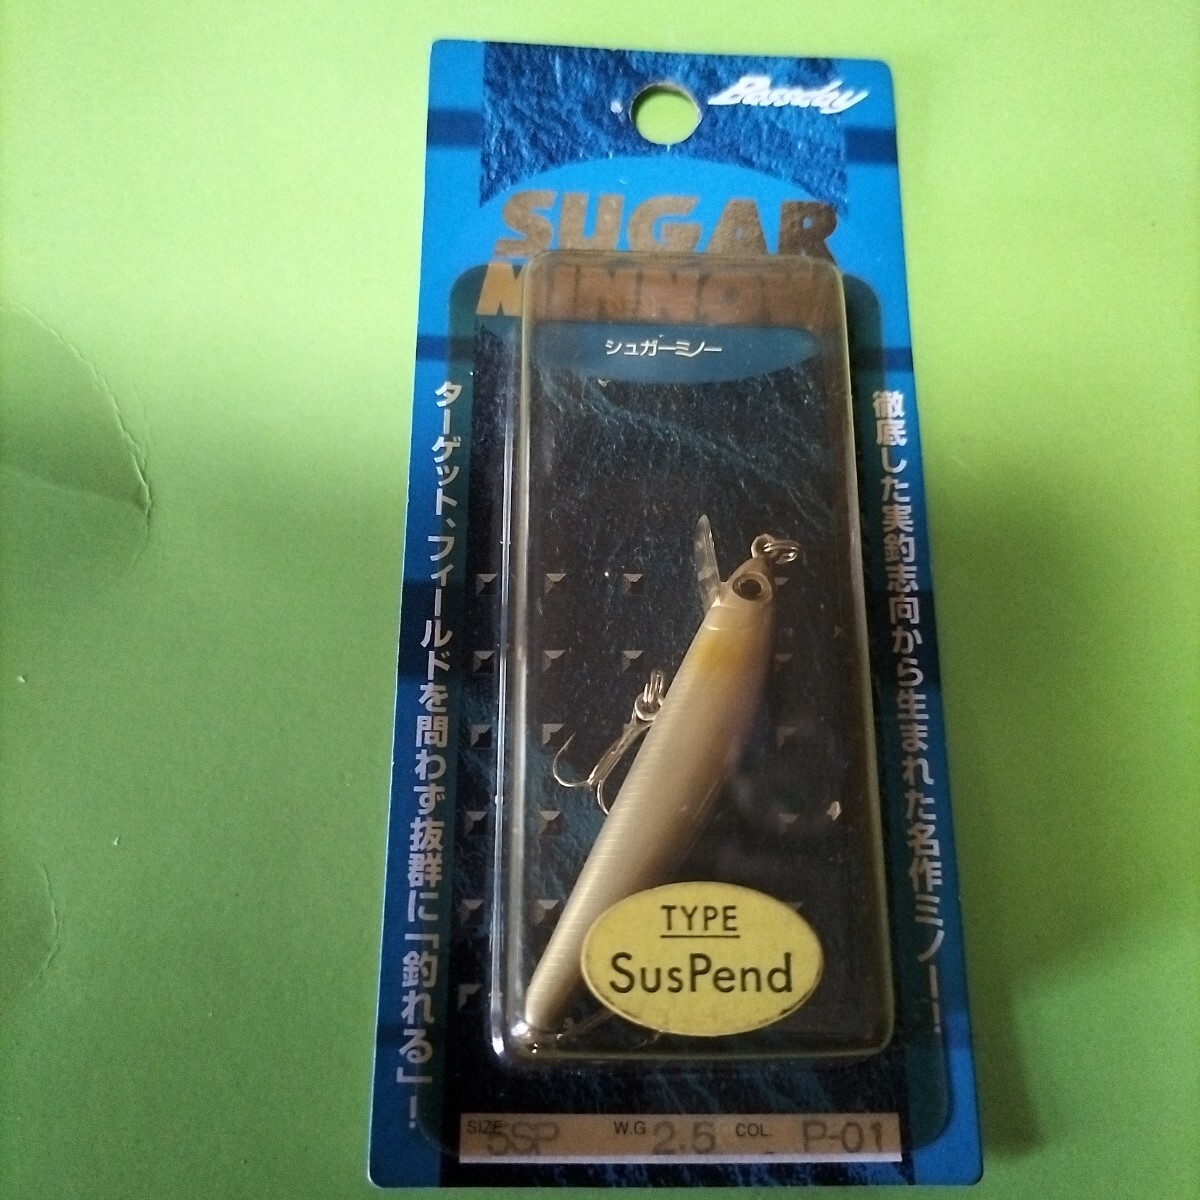 Bassday
SUGAR
MINNOW
シュガーミノー
徹底した実釣志向から生まれた名作ミノー!
ターゲット、フィールドを問わず抜群に「釣れる」!
TYPE
SusPend
SIZE 5SP W.G 2.5 COL. P-01